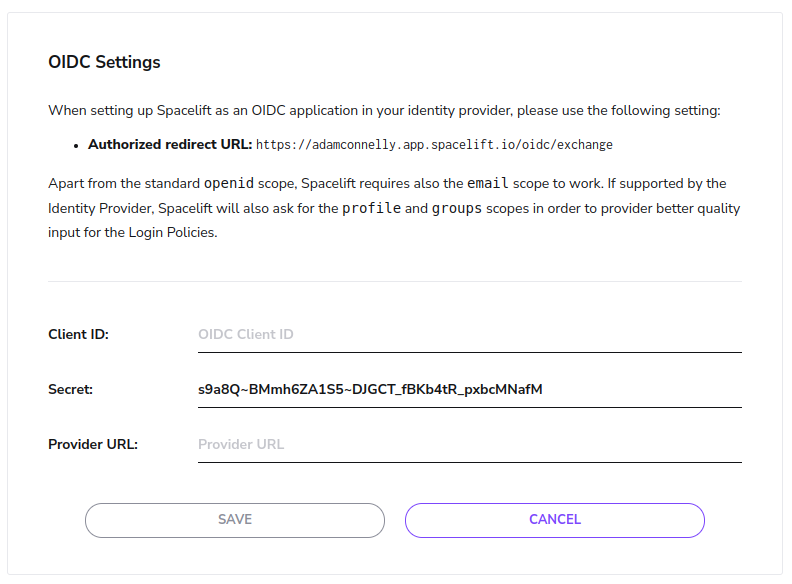 OIDC Settings
When setting up Spacelift as an OIDC application in your identity provider, please use the following setting:
• Authorized redirect URL: https://adamconnelly.app.spacelift.io/oidc/exchange
Apart from the standard openid scope, Spacelift requires also the email scope to work. If supported by the
Identity Provider, Spacelift will also ask for the profile and groups scopes in order to provider better quality
input for the Login Policies.
Client ID: OIDC Client ID
Secret: s9a8Q~BMmh6ZA1S5~DJGCT_fBKb4tR_pxbcMNafM
Provider URL: Provider URL
SAVE CANCEL